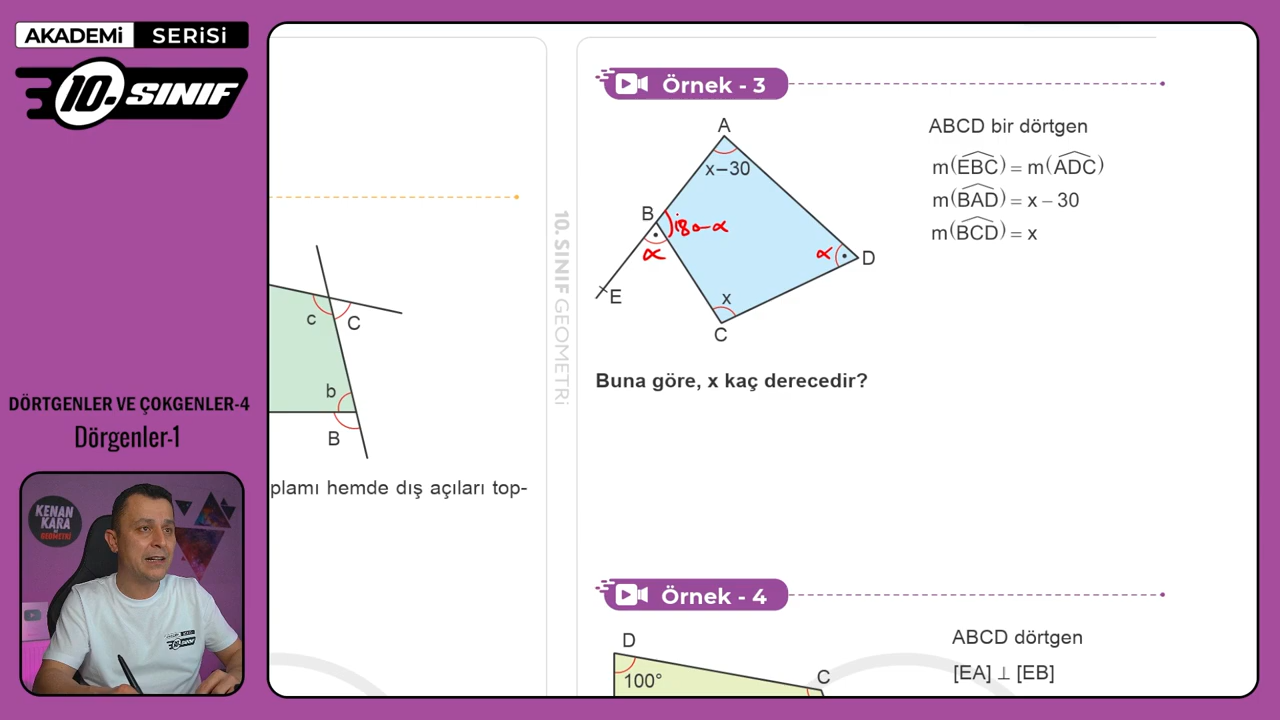 AKADEMİ SERİSİ
10. SINIF
DÖRTGENLER VE ÇOKGENLER-4
Dörgenler-1
KENAN
KARA
GEOMETRİ
c
C
b
B
plamı hemde dış açıları top-
10. SINIF GEOMETRİ
Örnek - 3
A
x – 30
B
180-α
α
α
D
E
x
C
ABCD bir dörtgen
m(EBC) = m(ADC)
m(BAD) = x – 30
m(BCD) = x
Buna göre, x kaç derecedir?
Örnek - 4
D
100°
C
ABCD dörtgen
[EA] ⊥ [EB]